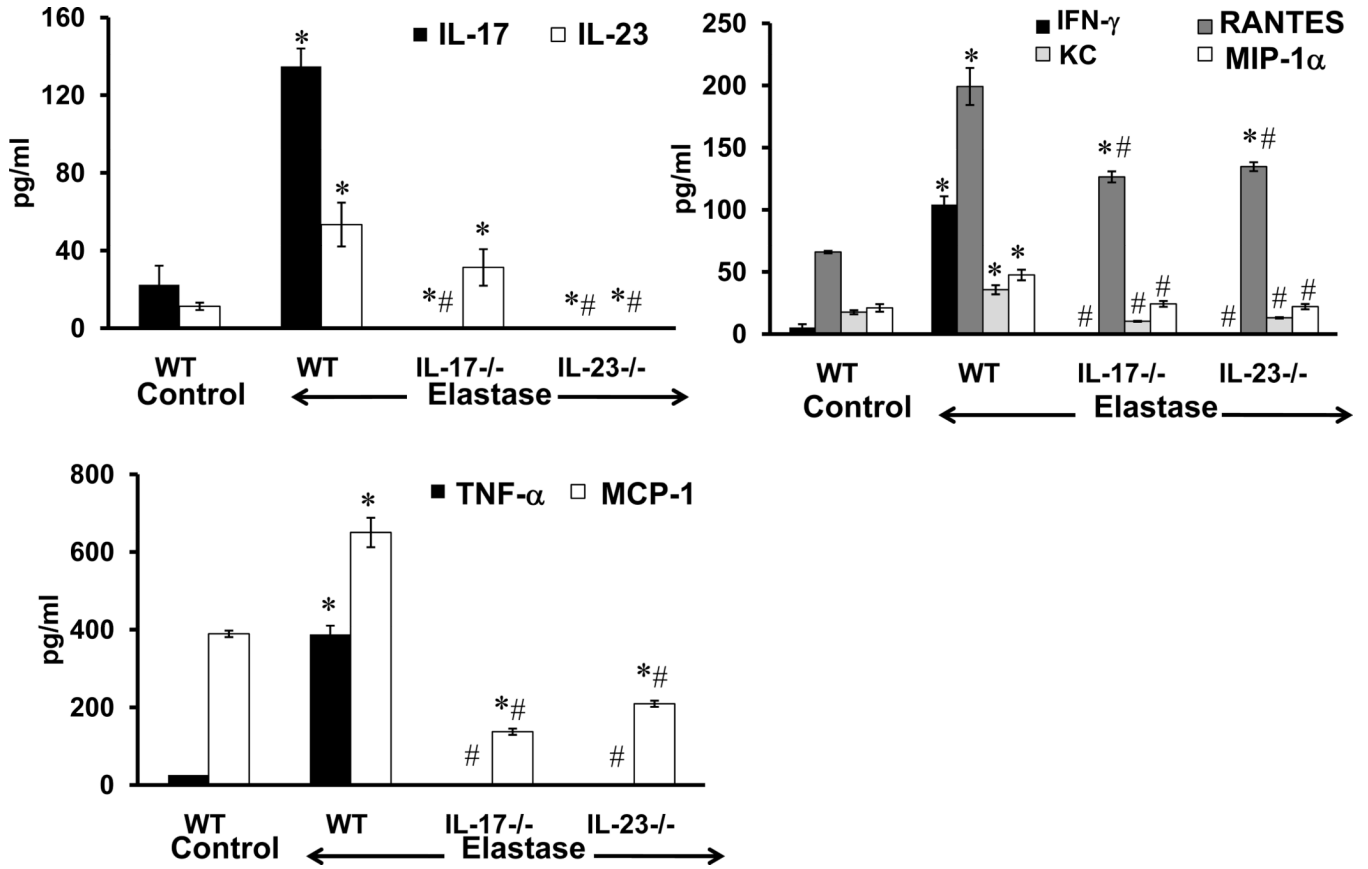 160
120
80
40
0
pg/ml
IL-17 IL-23
*
*
*
*# *# *#
WT WT IL-17-/- IL-23-/-
Control Elastase
250
200
150
100
50
0
pg/ml
IFN-γ RANTES
KC MIP-1α
*
*
* *
*# *#
# # # # # #
WT WT IL-17-/- IL-23-/-
Control Elastase
800
600
400
200
0
pg/ml
TNF-α MCP-1
*
*
*# *#
# #
WT WT IL-17-/- IL-23-/-
Control Elastase